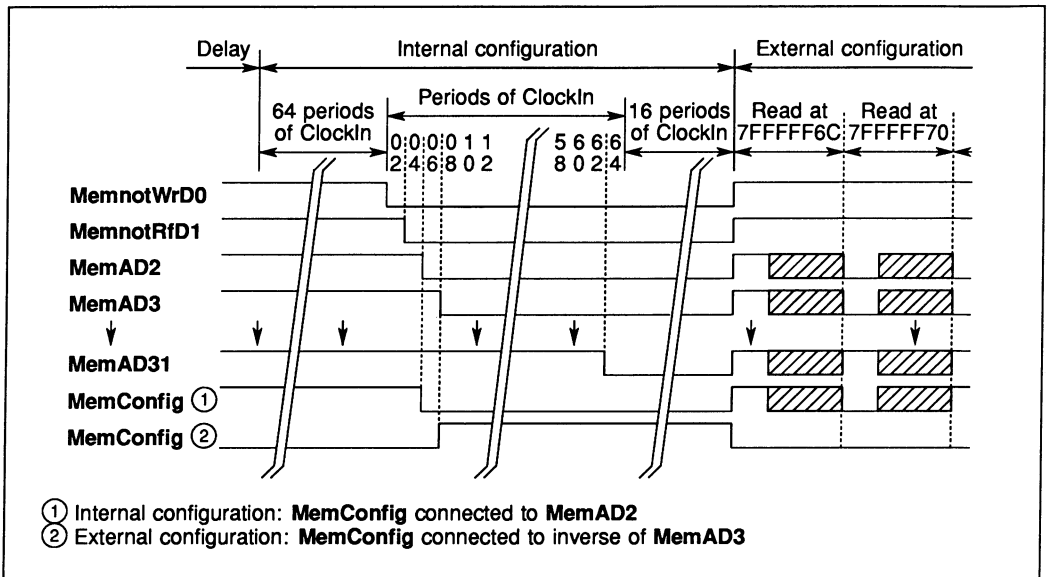 Delay Internal configuration External configuration
Periods of ClockIn
64 periods 16 periods Read at Read at
of ClockIn of ClockIn 7FFFFF6C 7FFFFF70
0 0 0 0 1 1 5 6 6 6
2 4 6 8 0 2 8 0 2 4
MemnotWrD0
MemnotRfD1
MemAD2
MemAD3
MemAD31
MemConfig ①
MemConfig ②
① Internal configuration: MemConfig connected to MemAD2
② External configuration: MemConfig connected to inverse of MemAD3